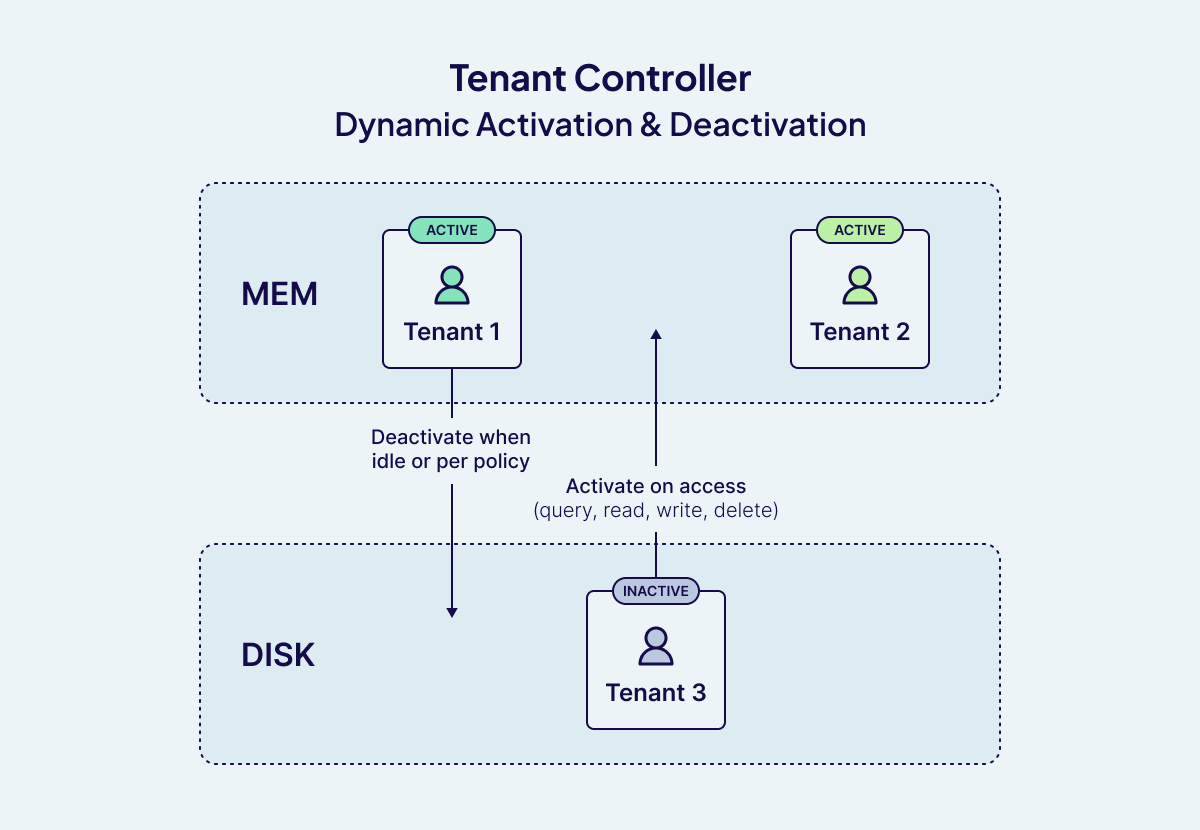 Tenant Controller
Dynamic Activation & Deactivation
MEM
ACTIVE
Tenant 1
ACTIVE
Tenant 2
Deactivate when
idle or per policy
Activate on access
(query, read, write, delete)
DISK
INACTIVE
Tenant 3